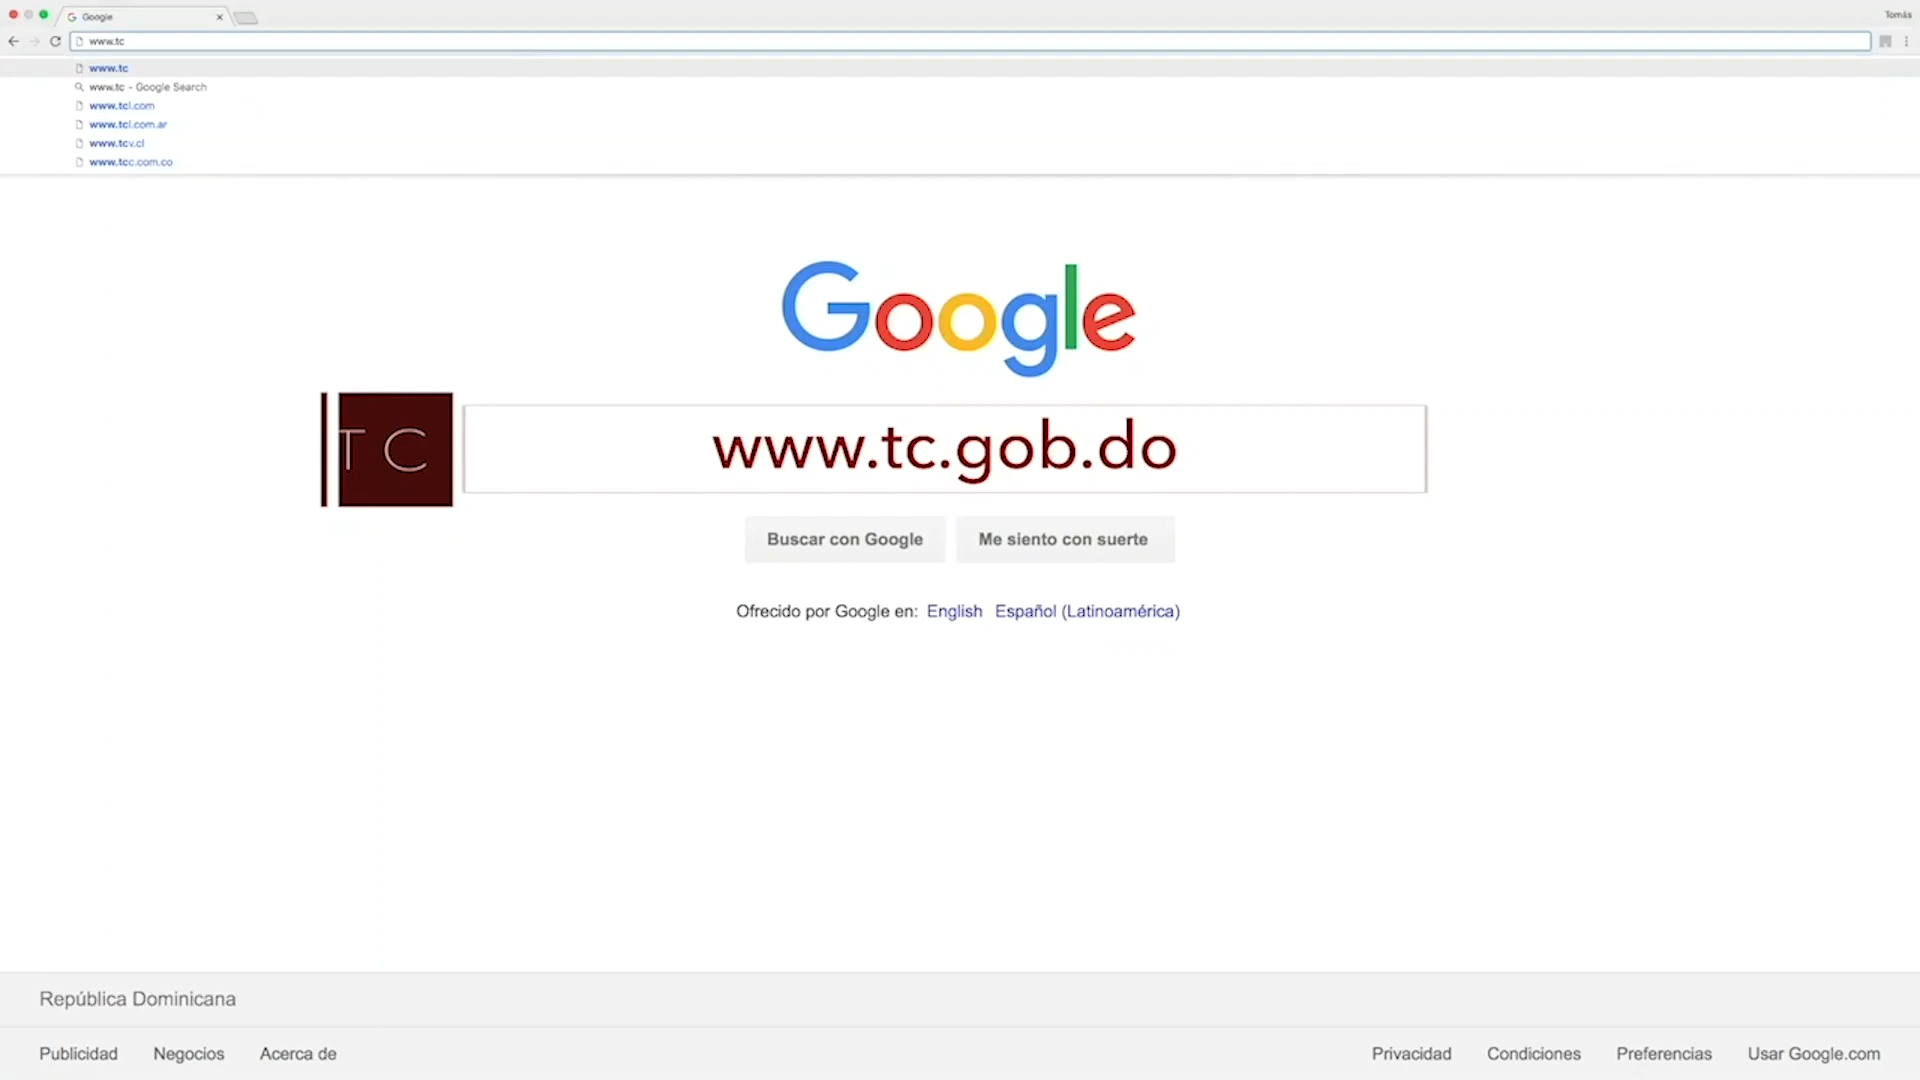 Google
Tomás
www.tc
www.tc
www.tc - Google Search
www.tcl.com
www.tcl.com.ar
www.tcv.cl
www.tcc.com.co
Google
TC
www.tc.gob.do
Buscar con Google
Me siento con suerte
Ofrecido por Google en: English Español (Latinoamérica)
República Dominicana
Publicidad Negocios Acerca de
Privacidad Condiciones Preferencias Usar Google.com